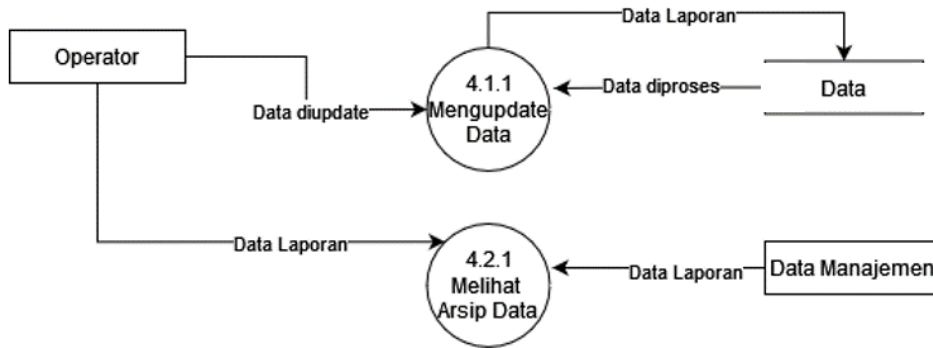 Data Laporan
Operator
4.1.1
Mengupdate
Data
Data diproses
Data
Data diupdate
Data Laporan
4.2.1
Melihat
Arsip Data
Data Laporan
Data Manajemen